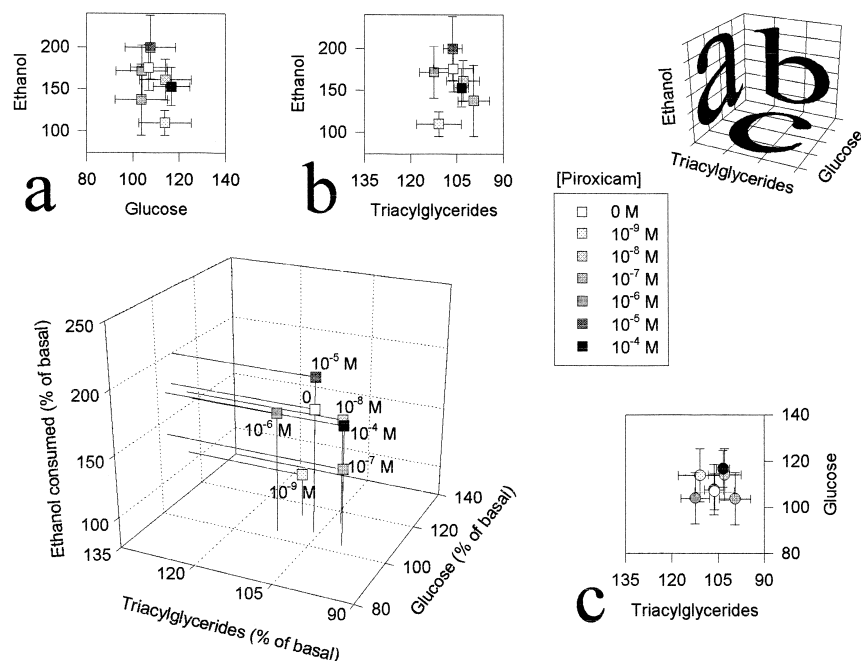 200
150
100
Ethanol
80
100
120
140
Glucose
a
200
150
100
Ethanol
135
120
105
90
Triacylglycerides
b
Ethanol
a
b
c
Triacylglycerides
Glucose
[Piroxicam]
0 M
10⁻⁹ M
10⁻⁸ M
10⁻⁷ M
10⁻⁶ M
10⁻⁵ M
10⁻⁴ M
250
200
150
100
Ethanol consumed (% of basal)
135
120
105
90
Triacylglycerides (% of basal)
80
100
120
140
Glucose (% of basal)
10⁻⁵ M
0
10⁻⁸ M
10⁻⁶ M
10⁻⁴ M
10⁻⁷ M
10⁻⁹ M
140
120
100
80
Glucose
135
120
105
90
Triacylglycerides
c